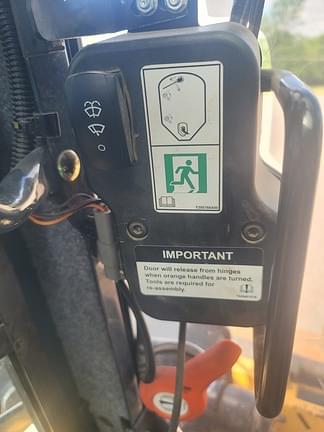 IMPORTANT
Door will release from hinges
when orange handles are turned.
Tools are required for
re-assembly.